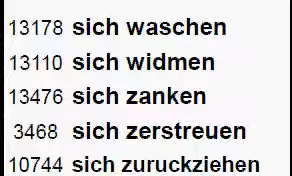 13178 sich waschen
13110 sich widmen
13476 sich zanken
3468 sich zerstreuen
10744 sich zuruckziehen